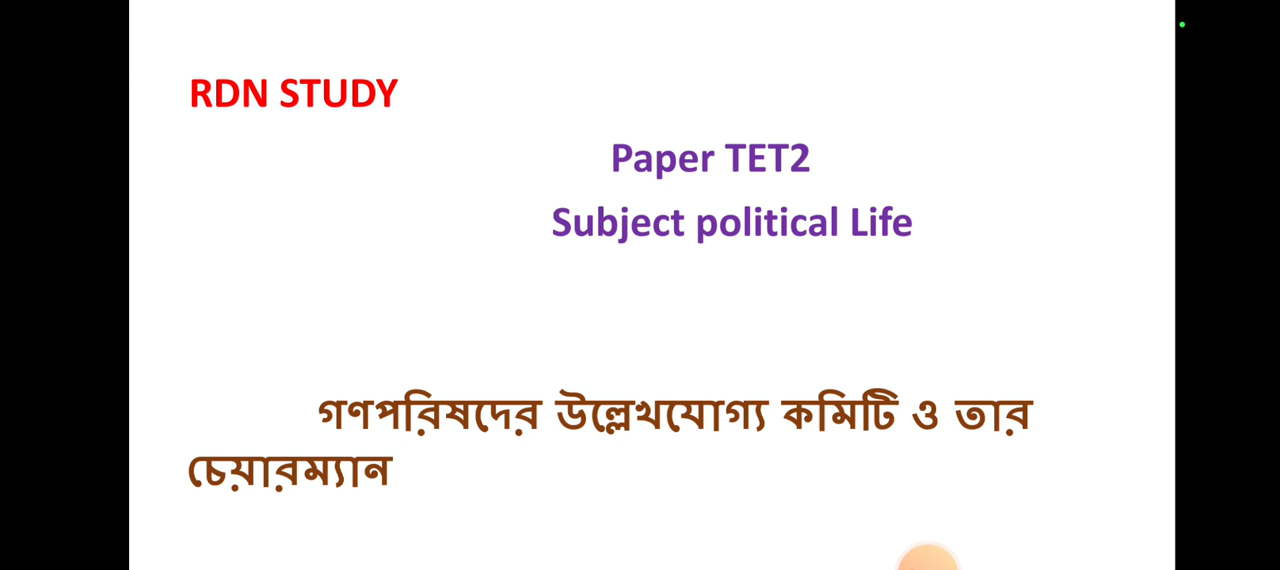 RDN STUDY
Paper TET2
Subject political Life
গণপরিষদের উল্লেখযোগ্য কমিটি ও তার
চেয়ারম্যান